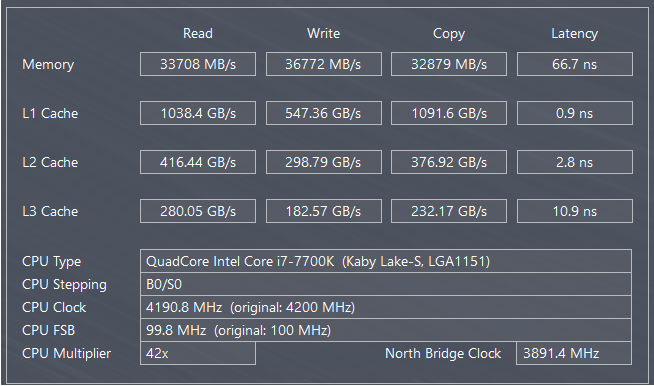 Read Write Copy Latency
Memory 33708 MB/s 36772 MB/s 32879 MB/s 66.7 ns
L1 Cache 1038.4 GB/s 547.36 GB/s 1091.6 GB/s 0.9 ns
L2 Cache 416.44 GB/s 298.79 GB/s 376.92 GB/s 2.8 ns
L3 Cache 280.05 GB/s 182.57 GB/s 232.17 GB/s 10.9 ns
CPU Type QuadCore Intel Core i7-7700K (Kaby Lake-S, LGA1151)
CPU Stepping B0/S0
CPU Clock 4190.8 MHz (original: 4200 MHz)
CPU FSB 99.8 MHz (original: 100 MHz)
CPU Multiplier 42x North Bridge Clock 3891.4 MHz